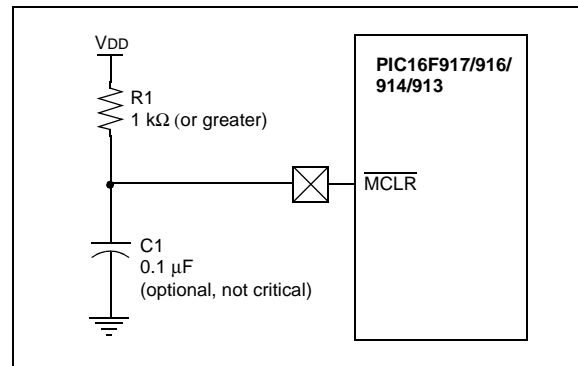 VDD
R1
1 kΩ (or greater)
C1
0.1 μF
(optional, not critical)
PIC16F917/916/
914/913
MCLR